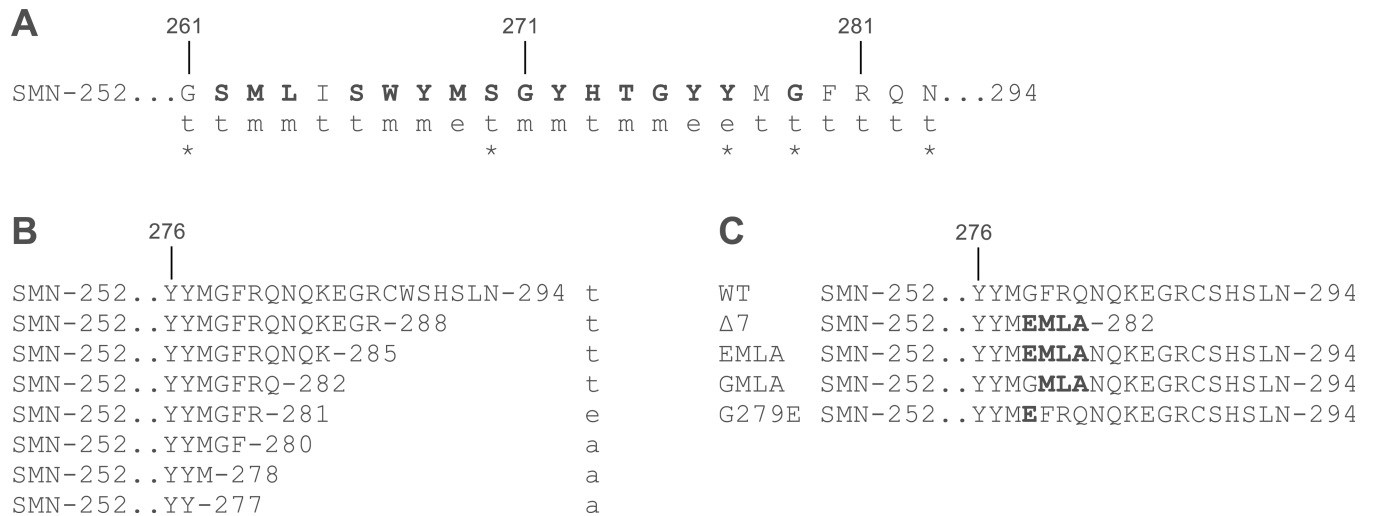 A
261 271 281
SMN-252...G S M L I S W Y M S G Y H T G Y Y M G F R Q N...294
t t m m t t m m e t m m t m m e e t t t t t t
* * * * *
B
276
SMN-252..YYMGFRQNQKEGRCWSHSLN-294 t
SMN-252..YYMGFRQNQKEGR-288 t
SMN-252..YYMGFRQNQK-285 t
SMN-252..YYMGFRQ-282 t
SMN-252..YYMGFR-281 e
SMN-252..YYMGF-280 a
SMN-252..YYM-278 a
SMN-252..YY-277 a
C
276
WT SMN-252..YYMGFRQNQKEGRCSHSLN-294
Δ7 SMN-252..YYMEMLA-282
EMLA SMN-252..YYMEMLANQKEGRCSHSLN-294
GMLA SMN-252..YYMGMLANQKEGRCSHSLN-294
G279E SMN-252..YYMEFRQNQKEGRCSHSLN-294